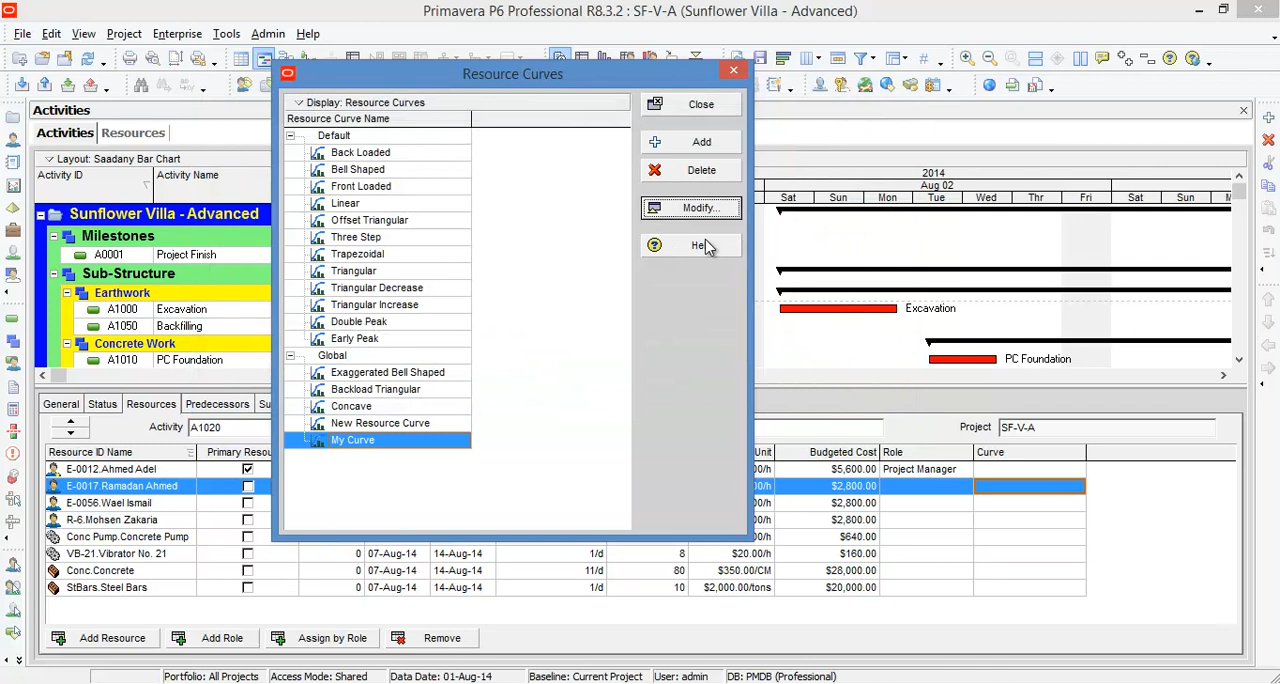 Primavera P6 Professional R8.3.2 : SF-V-A (Sunflower Villa - Advanced)
File Edit View Project Enterprise Tools Admin Help
Resource Curves
Activities
Activities Resources
Layout: Saadany Bar Chart
Activity ID Activity Name
Sunflower Villa - Advanced
Milestones
A0001 Project Finish
Sub-Structure
Earthwork
A1000 Excavation
A1050 Backfilling
Concrete Work
A1010 PC Foundation
Display: Resource Curves
Resource Curve Name
Default
Back Loaded
Bell Shaped
Front Loaded
Linear
Offset Triangular
Three Step
Trapezoidal
Triangular
Triangular Decrease
Triangular Increase
Double Peak
Early Peak
Global
Exaggerated Bell Shaped
Backload Triangular
Concave
New Resource Curve
My Curve
Close
Add
Delete
Modify...
2014
Aug 02
Sat Sun Mon Tue Wed Thr Fri Sat Sun
Excavation
PC Foundation
General Status Resources Predecessors
Activity A1020 Project SF-V-A
Resource ID Name Primary Budgeted Cost Role Curve
E-0012.Ahmed Adel $5,600.00 Project Manager
E-0017.Ramadan Ahmed $2,800.00
E-0056.Wael Ismail $2,800.00
R-6.Mohsen Zakaria $2,800.00
Conc Pump.Concrete Pump $640.00
VB-21.Vibrator No. 21 0 07-Aug-14 14-Aug-14 1/d 8 $20.00/h $160.00
Conc.Concrete 0 07-Aug-14 14-Aug-14 11/d 80 $350.00/CM $28,000.00
StBars.Steel Bars 0 07-Aug-14 14-Aug-14 1/d 10 $2,000.00/tons $20,000.00
Add Resource Add Role Assign by Role Remove
Portfolio: All Projects Access Mode: Shared Data Date: 01-Aug-14 Baseline: Current Project User: admin DB: PMDB (Professional)